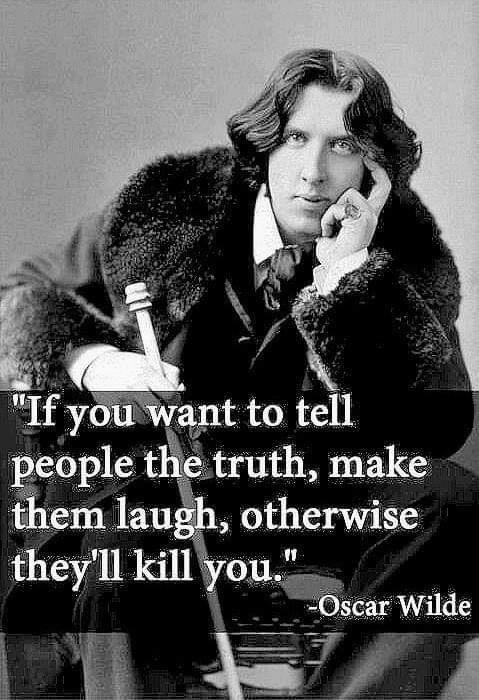 "If you want to tell
people the truth, make
them laugh, otherwise
they'll kill you."
-Oscar Wilde